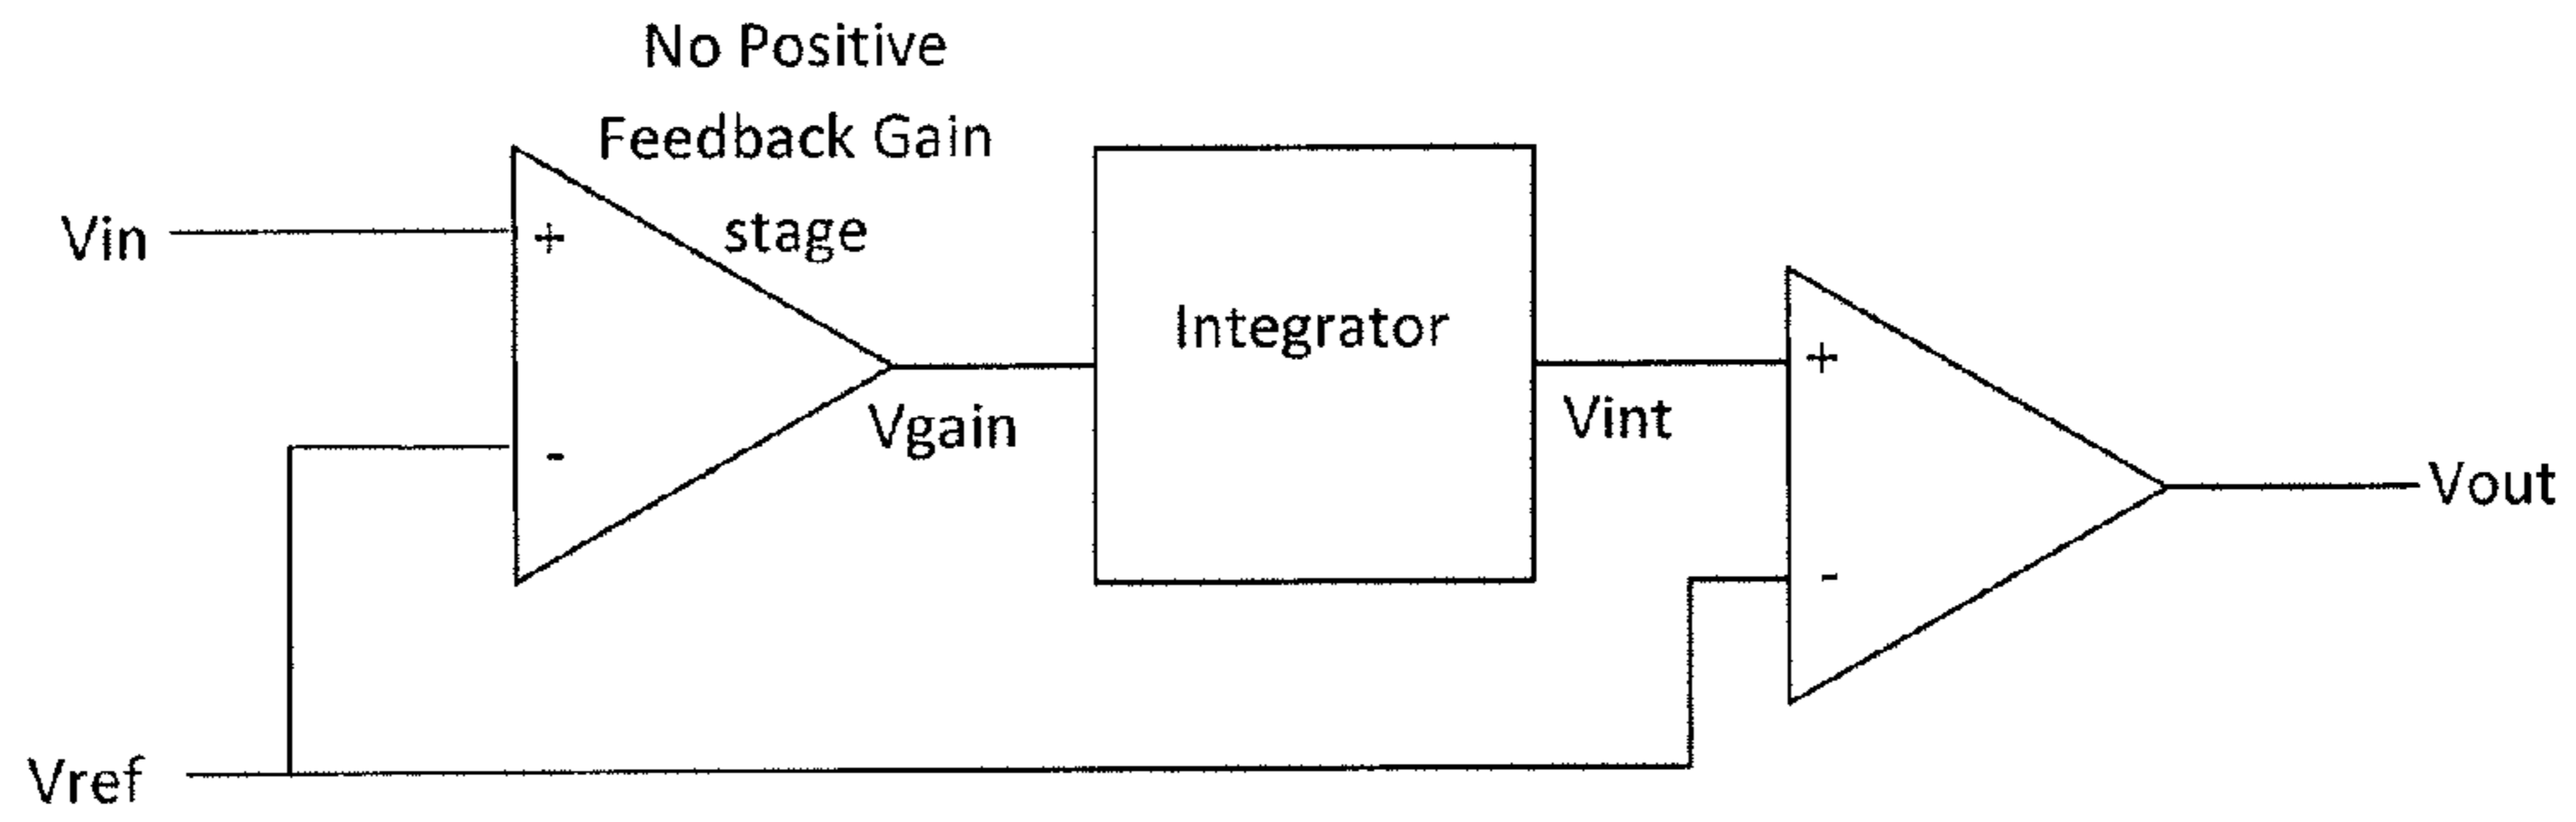 No Positive
Feedback Gain
stage
Vin
+
-
Vgain
Integrator
Vint
+
-
Vout
Vref